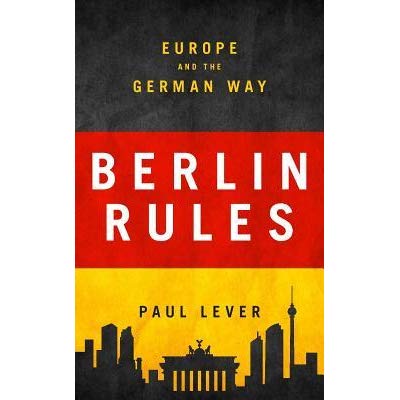 EUROPE
AND THE
GERMAN WAY
BERLIN
RULES
PAUL LEVER